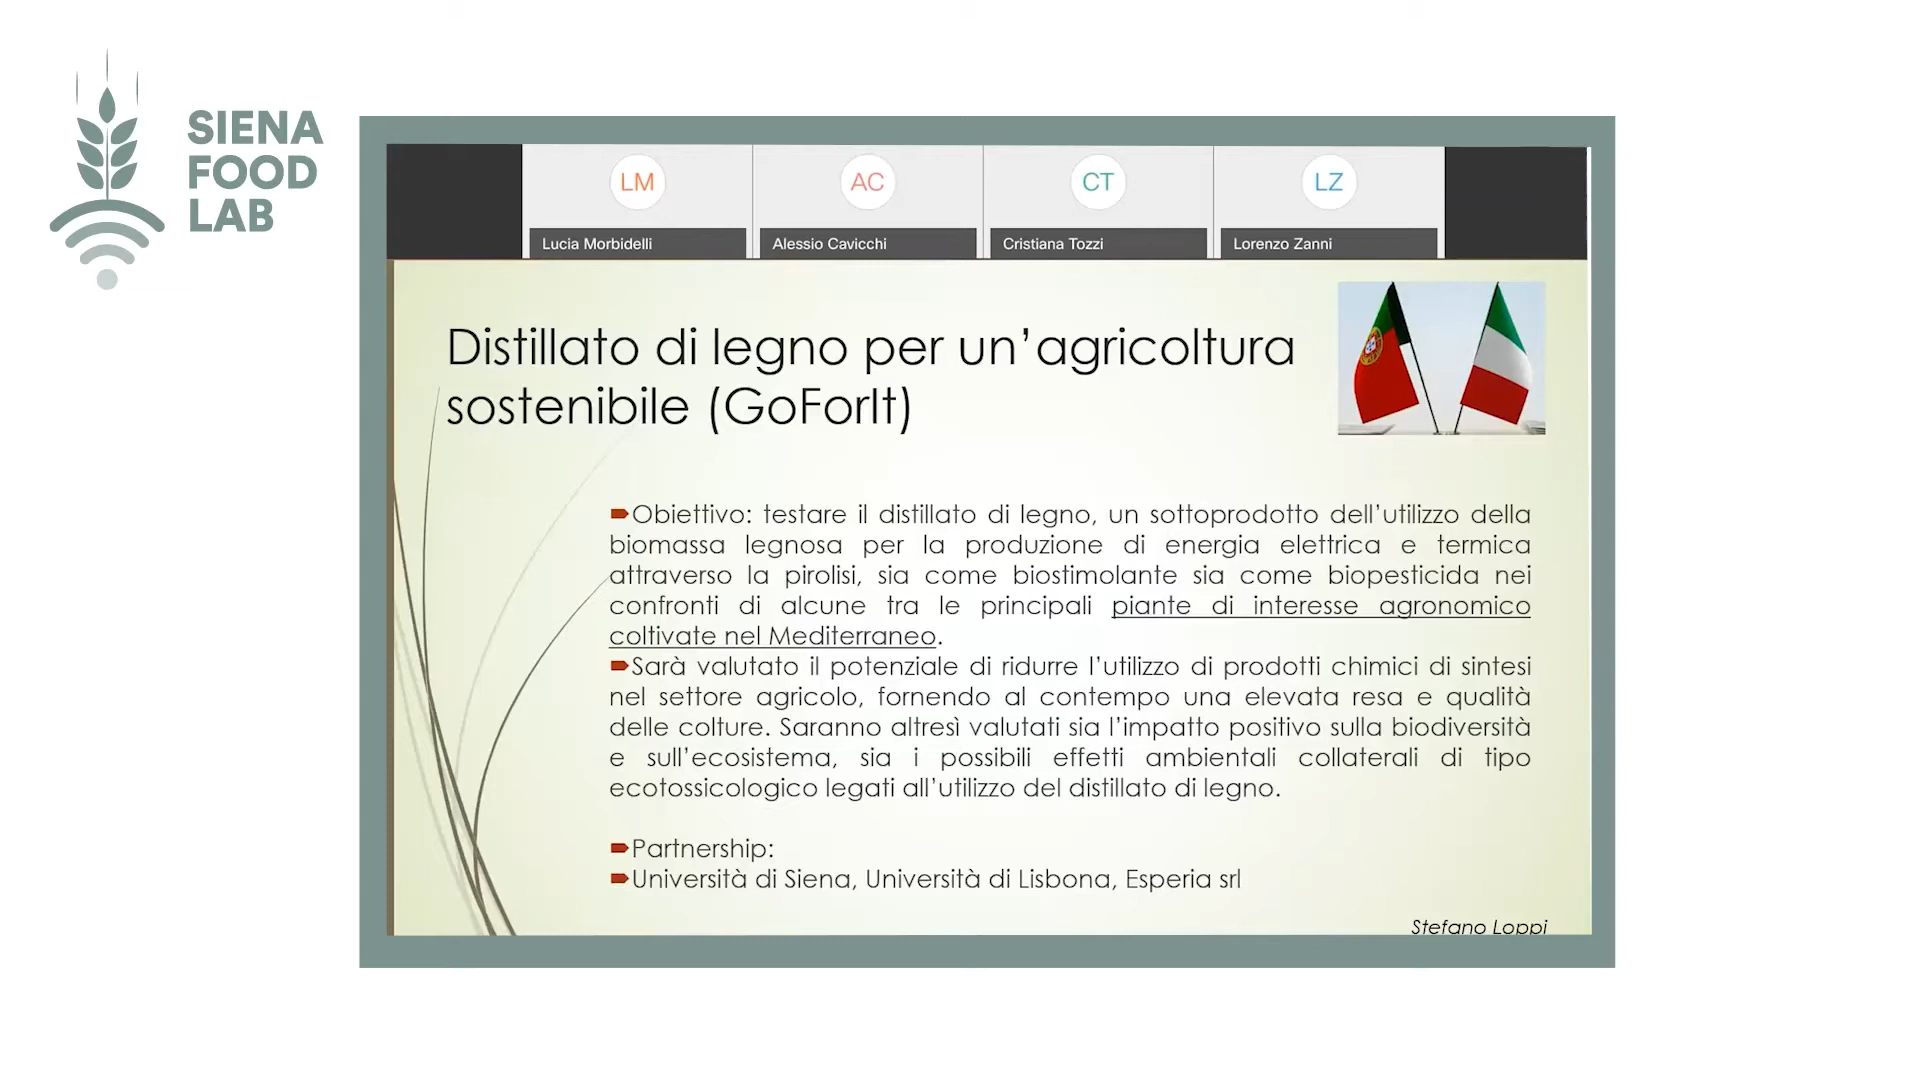 SIENA
FOOD
LAB
LM
AC
CT
LZ
Lucia Morbidelli
Alessio Cavicchi
Cristiana Tozzi
Lorenzo Zanni
Distillato di legno per un’agricoltura
sostenibile (GoForIt)
Obiettivo: testare il distillato di legno, un sottoprodotto dell’utilizzo della
biomassa legnosa per la produzione di energia elettrica e termica
attraverso la pirolisi, sia come biostimolante sia come biopesticida nei
confronti di alcune tra le principali piante di interesse agronomico
coltivate nel Mediterraneo.
Sarà valutato il potenziale di ridurre l’utilizzo di prodotti chimici di sintesi
nel settore agricolo, fornendo al contempo una elevata resa e qualità
delle colture. Saranno altresì valutati sia l’impatto positivo sulla biodiversità
e sull’ecosistema, sia i possibili effetti ambientali collaterali di tipo
ecotossicologico legati all’utilizzo del distillato di legno.
Partnership:
Università di Siena, Università di Lisbona, Esperia srl
Stefano Loppi